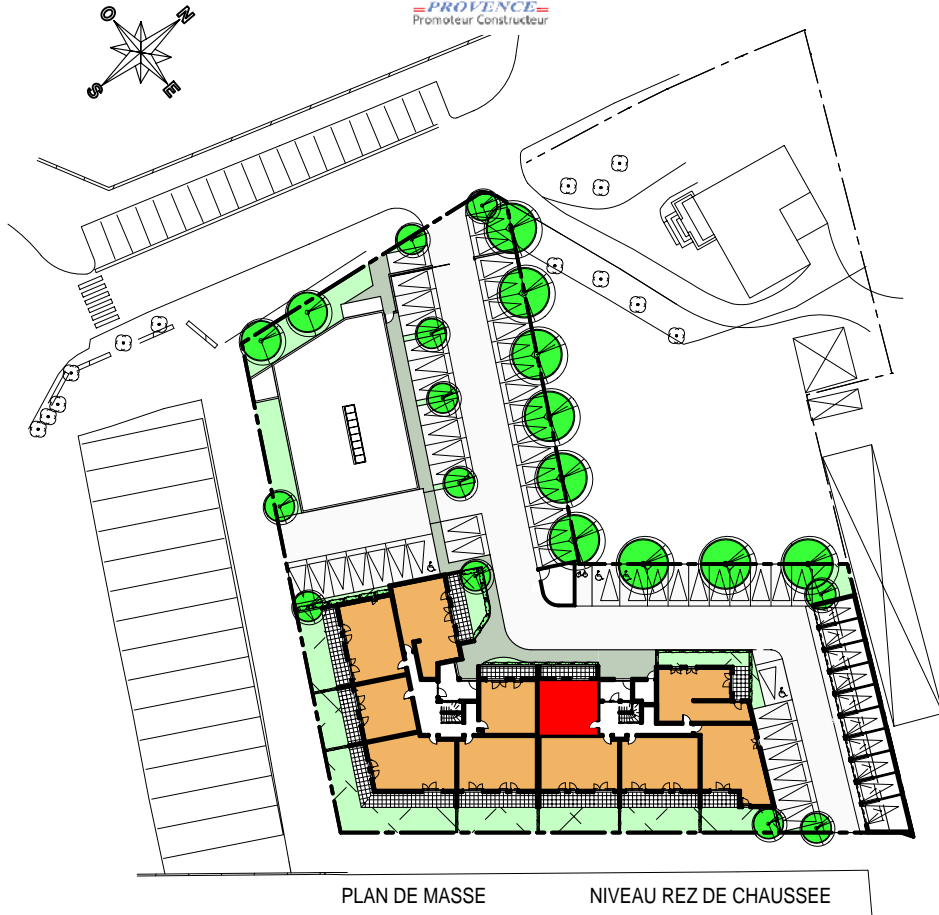 PROVENCE
Promoteur Constructeur
O
N
S
E
PLAN DE MASSE
NIVEAU REZ DE CHAUSSEE